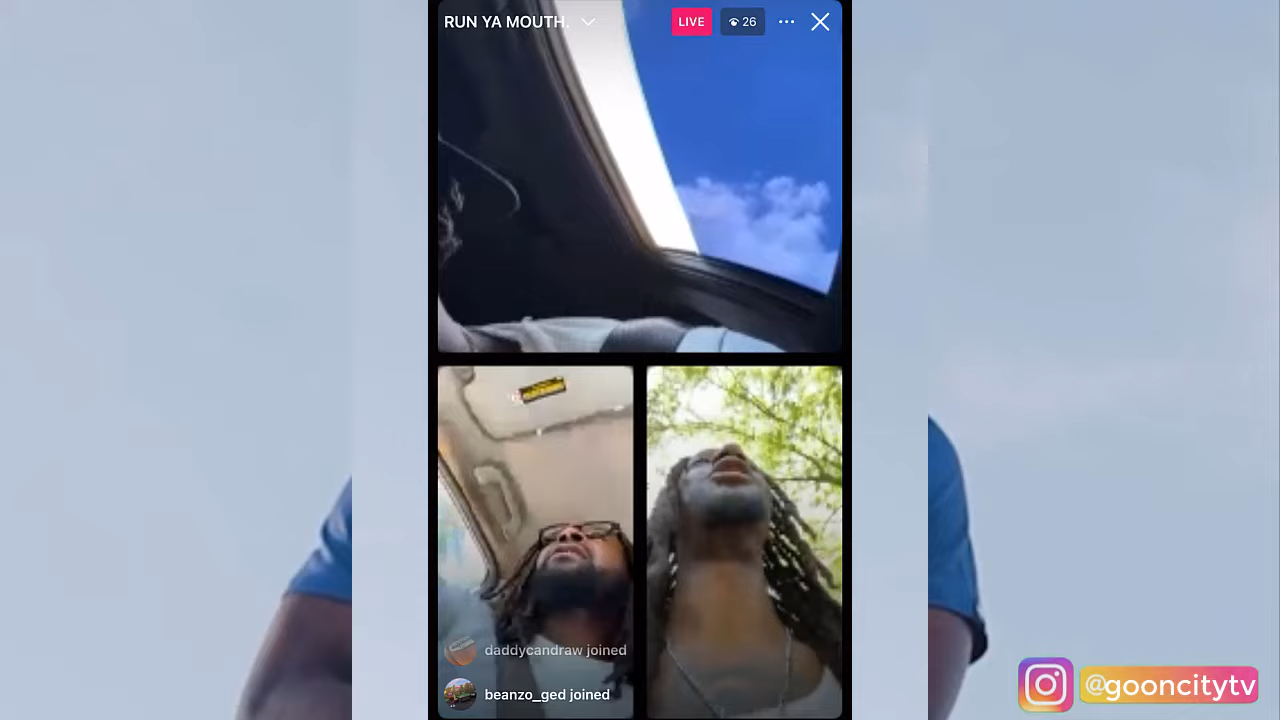 RUN YA MOUTH.
LIVE
26
daddycandraw joined
beanzo_ged joined
@gooncitytv